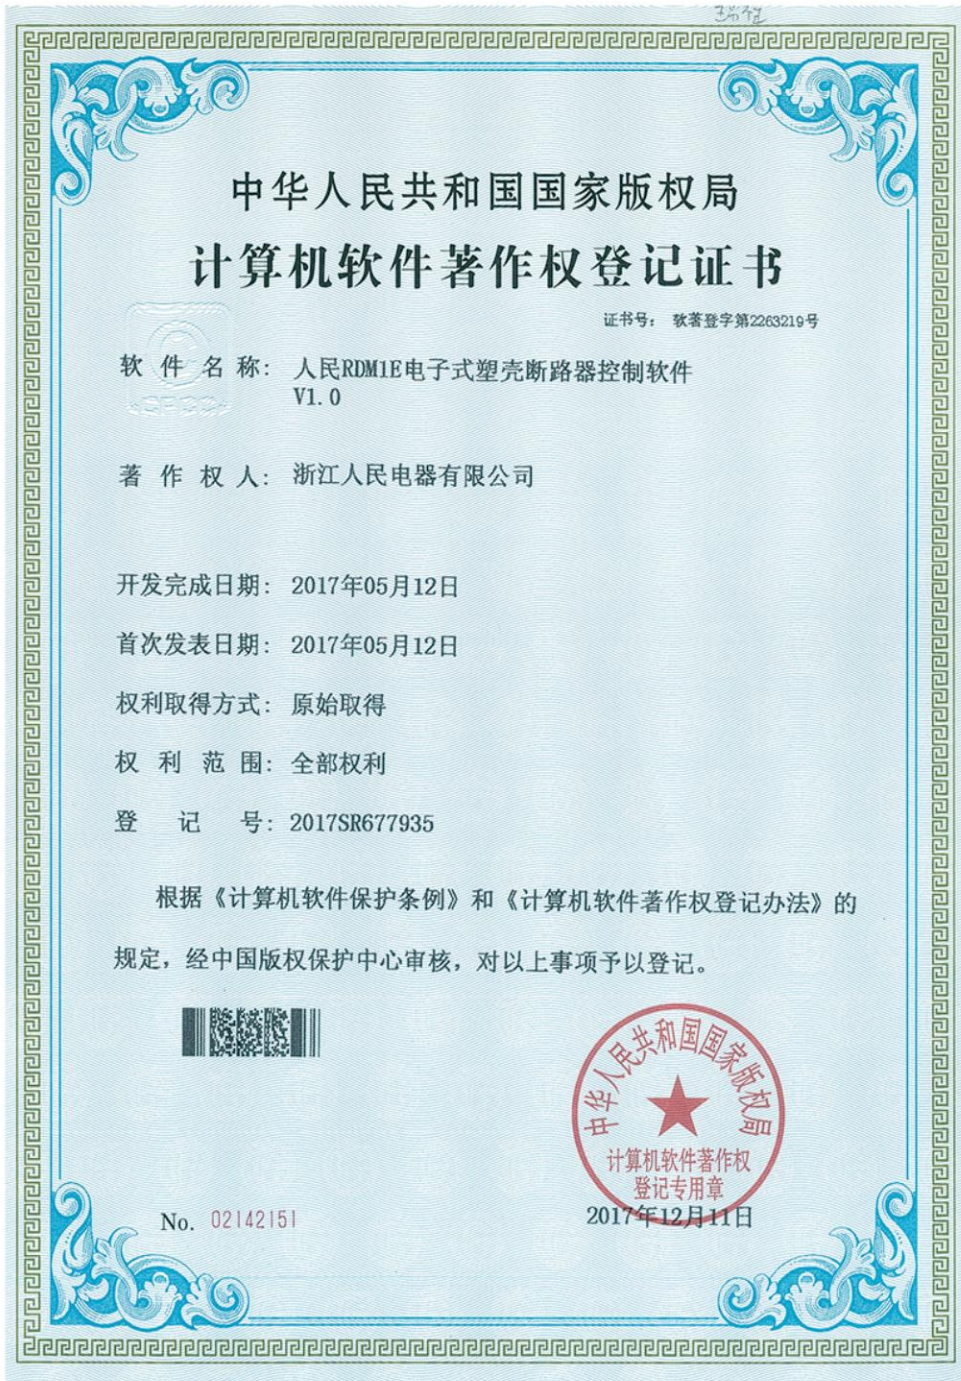 中华人民共和国国家版权局
计算机软件著作权登记证书
证书号： 软著登字第2263219号
软件名称： 人民RDM1E电子式塑壳断路器控制软件
V1.0
CPCC
著作权人： 浙江人民电器有限公司
开发完成日期： 2017年05月12日
首次发表日期： 2017年05月12日
权利取得方式： 原始取得
权利范围： 全部权利
登记号： 2017SR677935
根据《计算机软件保护条例》和《计算机软件著作权登记办法》的
规定，经中国版权保护中心审核，对以上事项予以登记。
中华人民共和国国家版权局
计算机软件著作权
登记专用章
No. 02142151
2017年12月11日